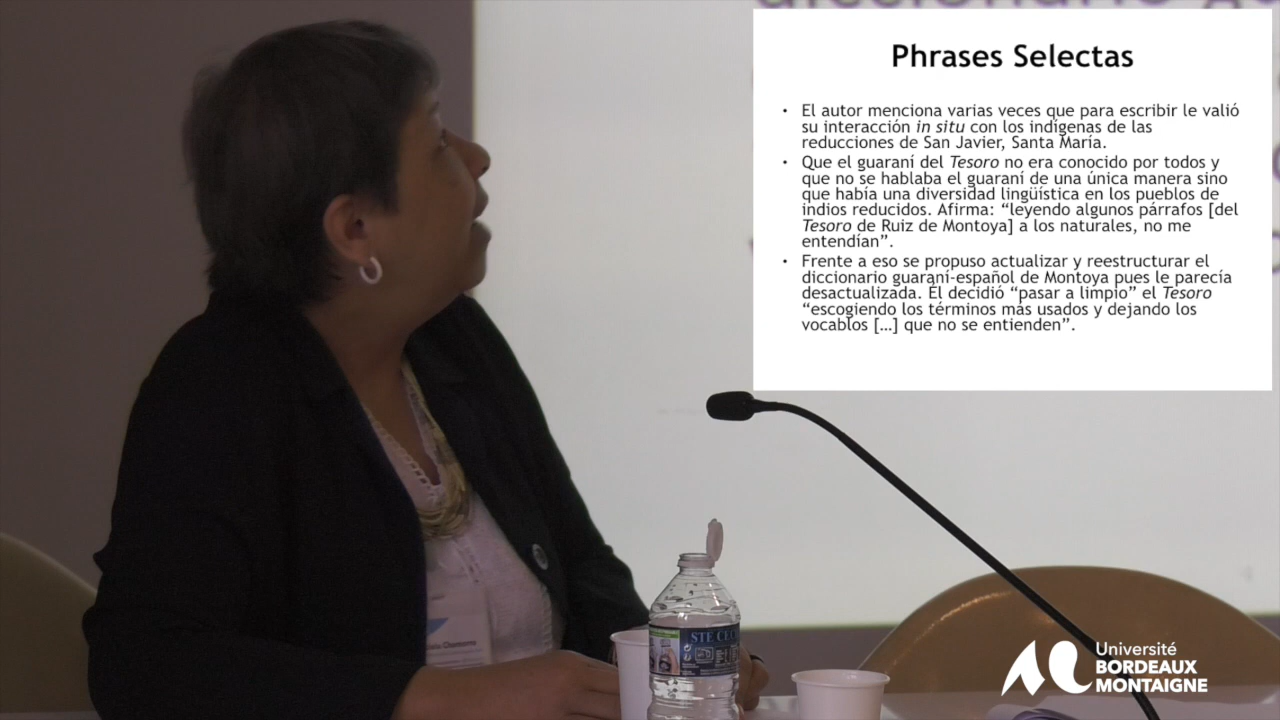 Phrases Selectas
• El autor menciona varias veces que para escribir le valió
su interacción in situ con los indígenas de las
reducciones de San Javier, Santa María.
• Que el guaraní del Tesoro no era conocido por todos y
que no se hablaba el guaraní de una única manera sino
que había una diversidad lingüística en los pueblos de
indios reducidos. Afirma: “leyendo algunos párrafos [del
Tesoro de Ruiz de Montoya] a los naturales, no me
entendían”.
• Frente a eso se propuso actualizar y reestructurar el
diccionario guaraní-español de Montoya pues le parecía
desactualizada. Él decidió “pasar a limpio” el Tesoro
“escogiendo los términos más usados y dejando los
vocablos […] que no se entienden”.
STE CEC
Université
BORDEAUX
MONTAIGNE